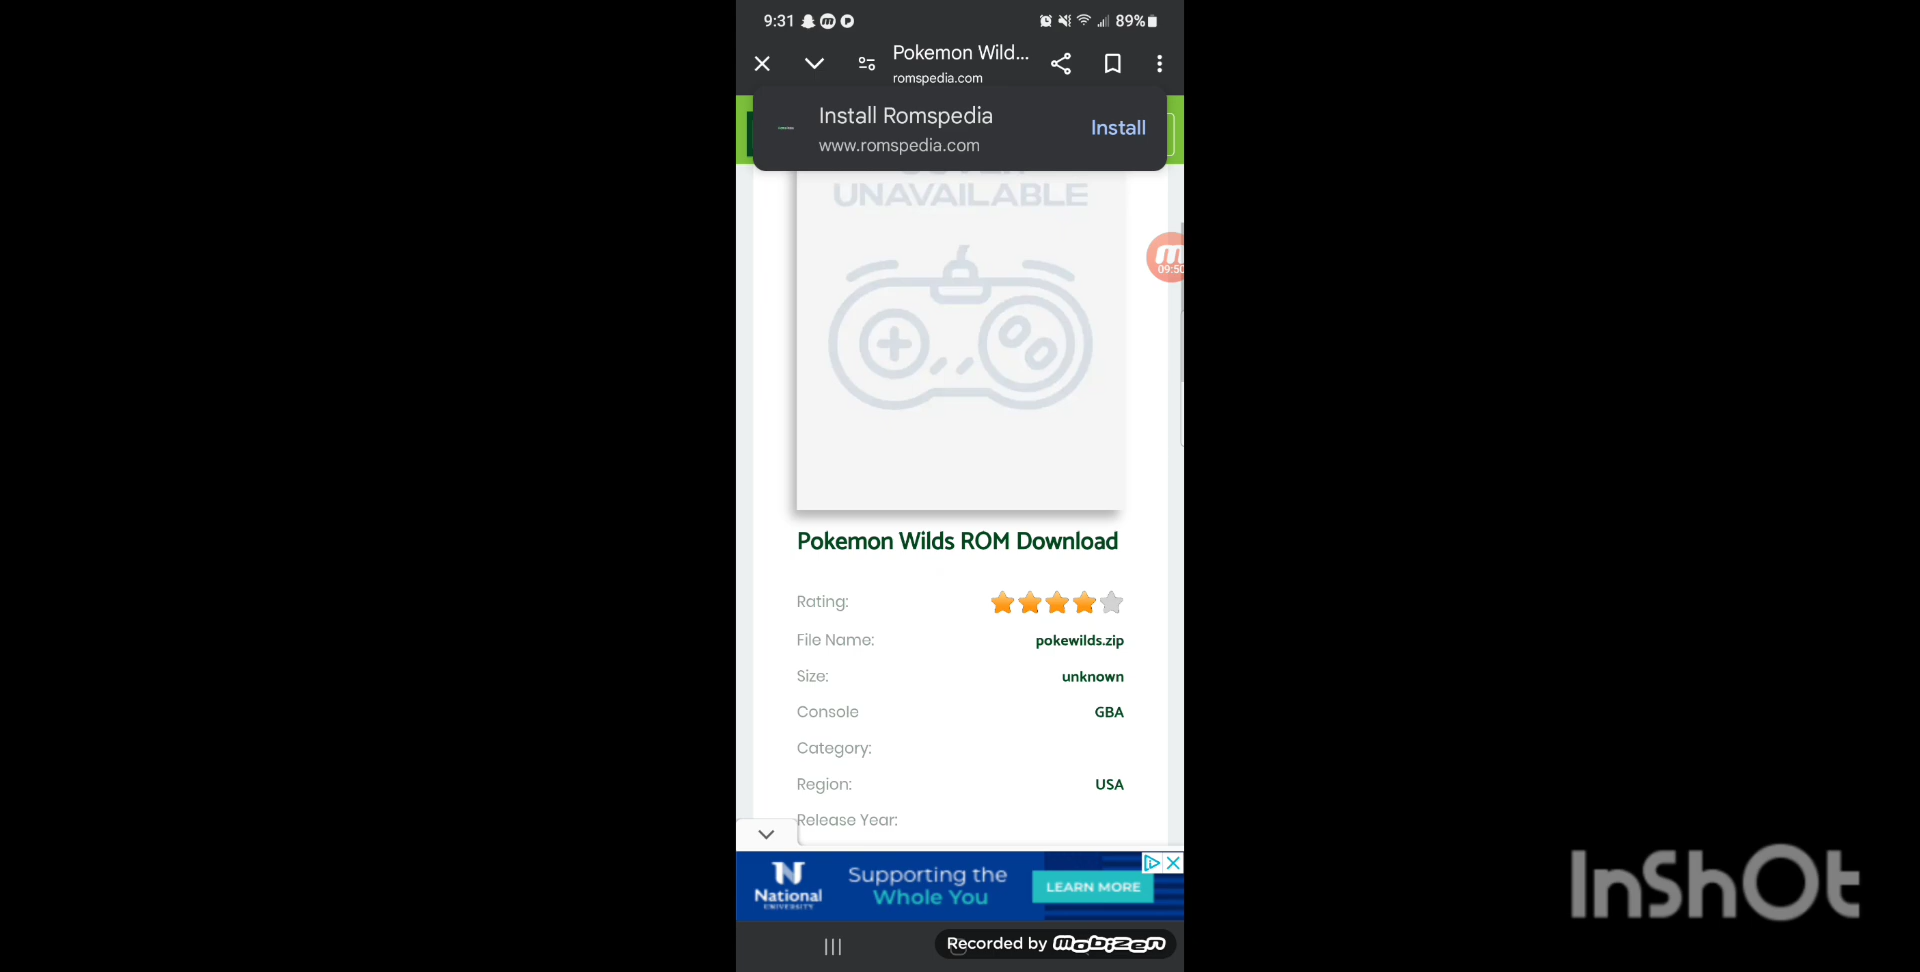 9:31
89%
Pokemon Wild...
romspedia.com
Install Romspedia
www.romspedia.com
Install
UNAVAILABLE
09:50
Pokemon Wilds ROM Download
Rating:
File Name: pokewilds.zip
Size: unknown
Console GBA
Category:
Region: USA
Release Year:
N
National
UNIVERSITY
Supporting the
Whole You
LEARN MORE
Recorded by mobizen
InShOt